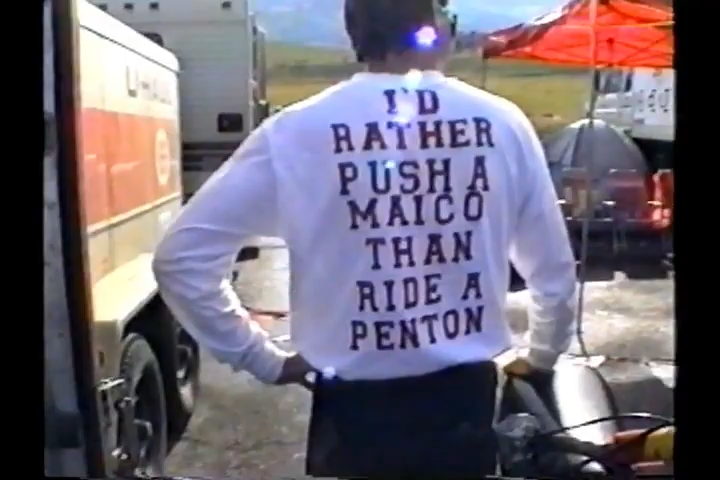 I'D
RATHER
PUSH A
MAICO
THAN
RIDE A
PENTON